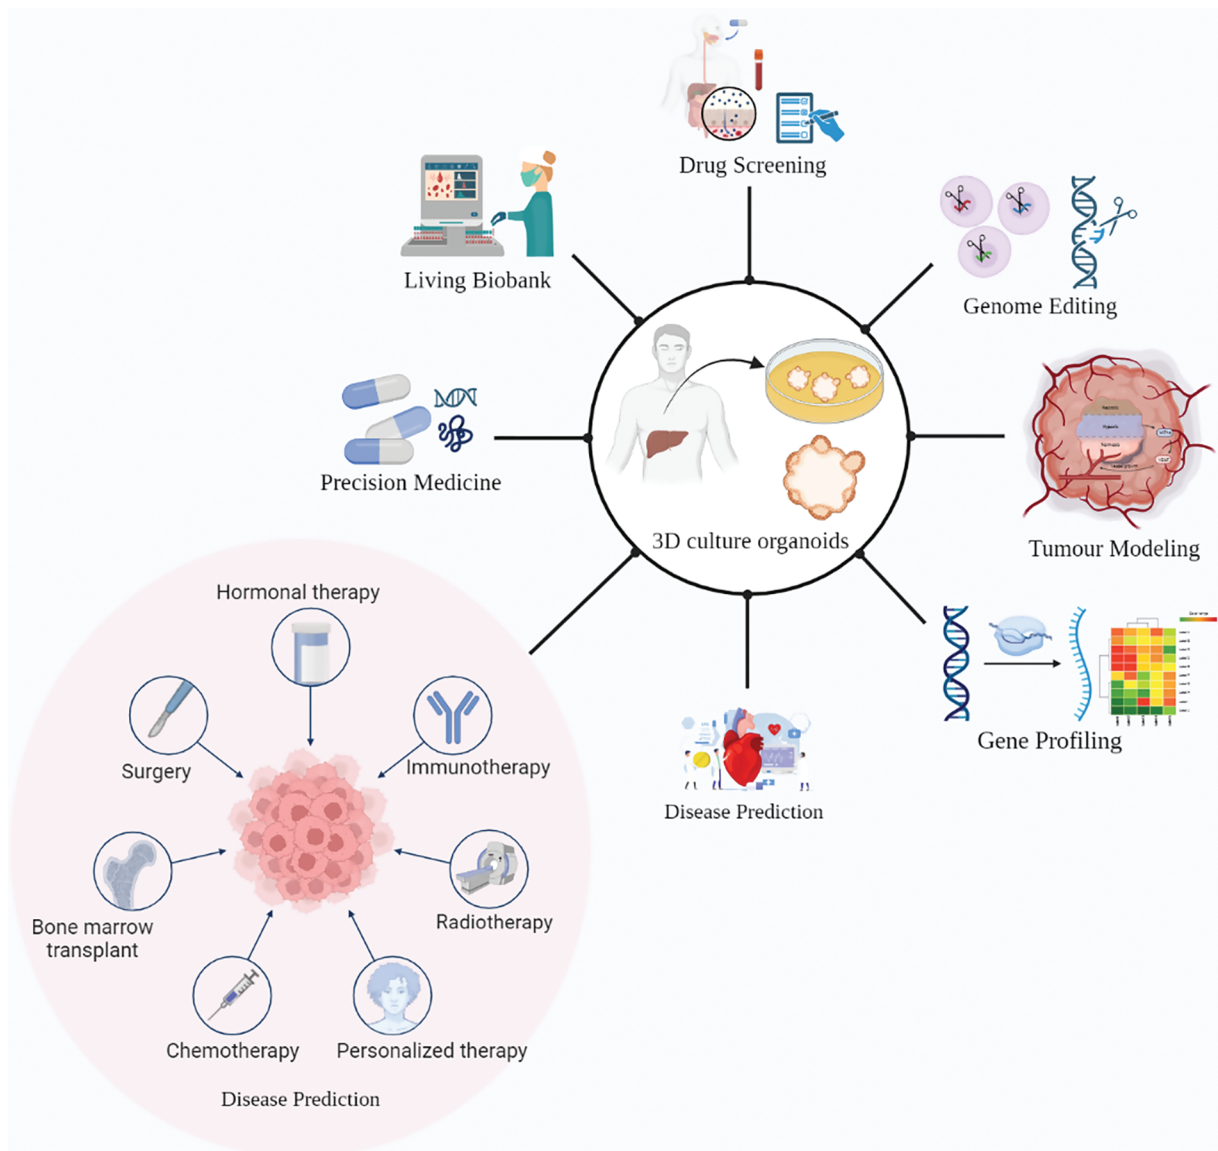 Drug Screening
Living Biobank
Genome Editing
Precision Medicine
3D culture organoids
Tumour Modeling
Hormonal therapy
Surgery
Immunotherapy
Gene Profiling
Disease Prediction
Bone marrow
transplant
Radiotherapy
Chemotherapy
Personalized therapy
Disease Prediction